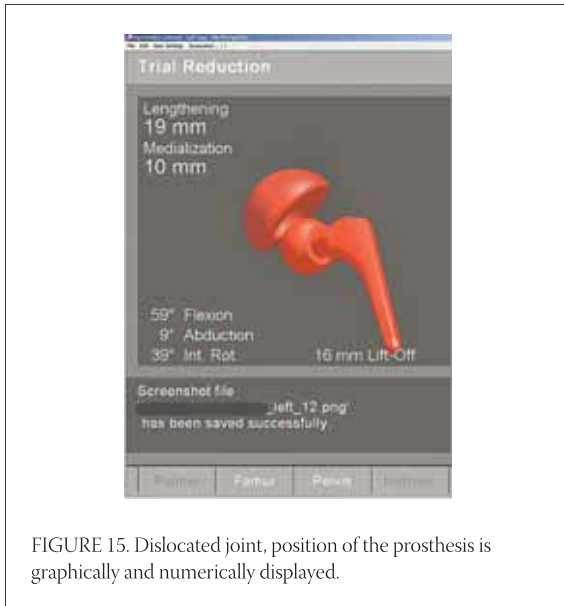 Trial Reduction
Lengthening
19 mm
Medialization
10 mm
59° Flexion
9° Abduction
39° Int. Rot.
16 mm Lift-Off
Screenshot file
_left_12.png'
has been saved successfully.
Femur
Pelvis
FIGURE 15. Dislocated joint, position of the prosthesis is
graphically and numerically displayed.